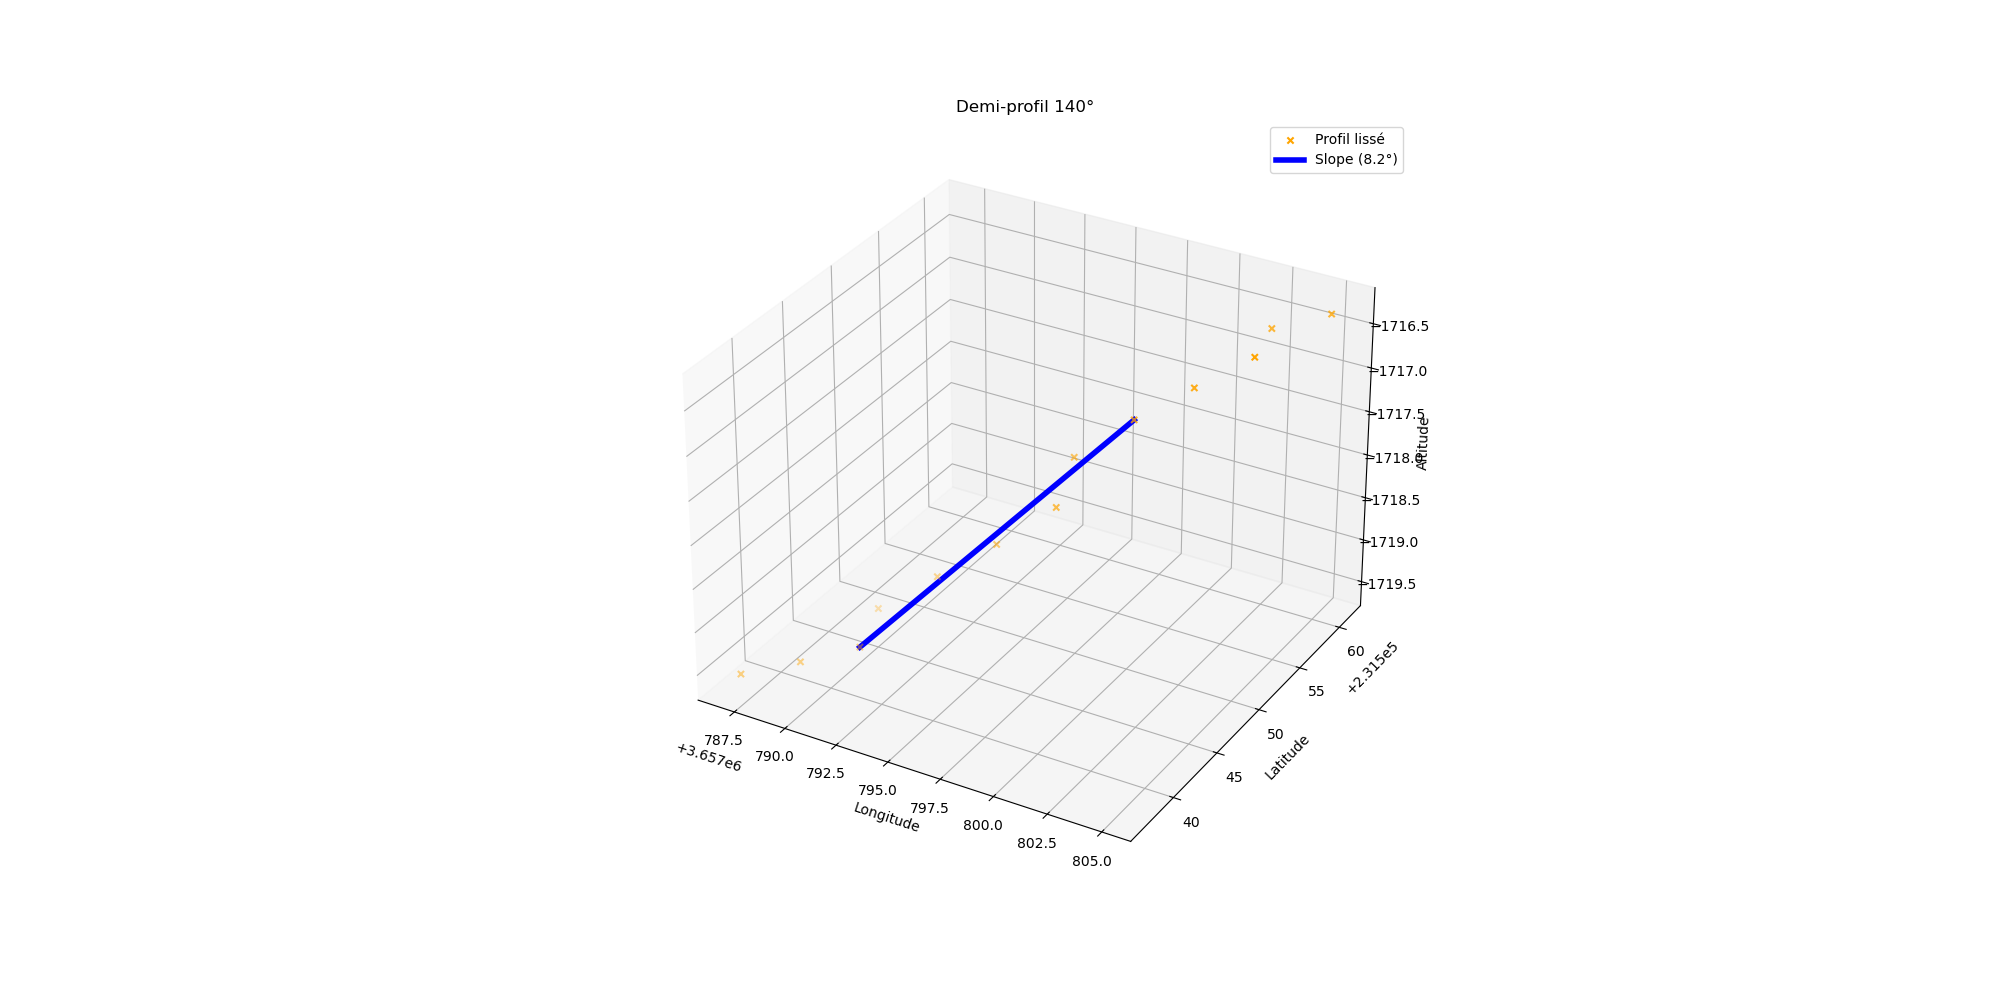 Demi-profil 140°
Profil lissé
Slope (8.2°)
−1716.5
−1717.0
−1717.5
−1718.0
−1718.5
−1719.0
−1719.5
Altitude
60
55
50
45
40
+2.315e5
Latitude
787.5
790.0
792.5
795.0
797.5
800.0
802.5
805.0
+3.657e6
Longitude